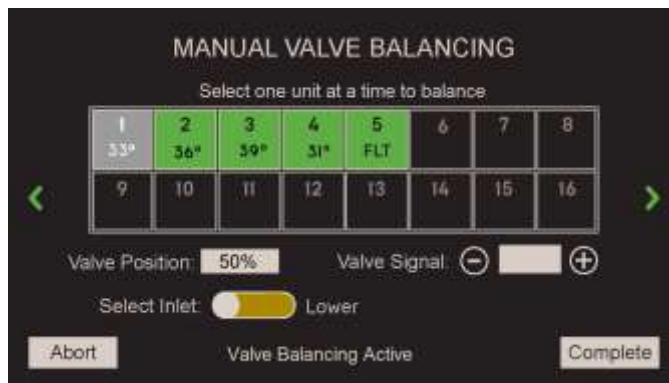 MANUAL VALVE BALANCING
Select one unit at a time to balance
1 2 3 4 5 6 7 8
33° 36° 39° 31° FLT
9 10 11 12 13 14 15 16
Valve Position: 50% Valve Signal:
Select Inlet: Lower
Abort Valve Balancing Active Complete